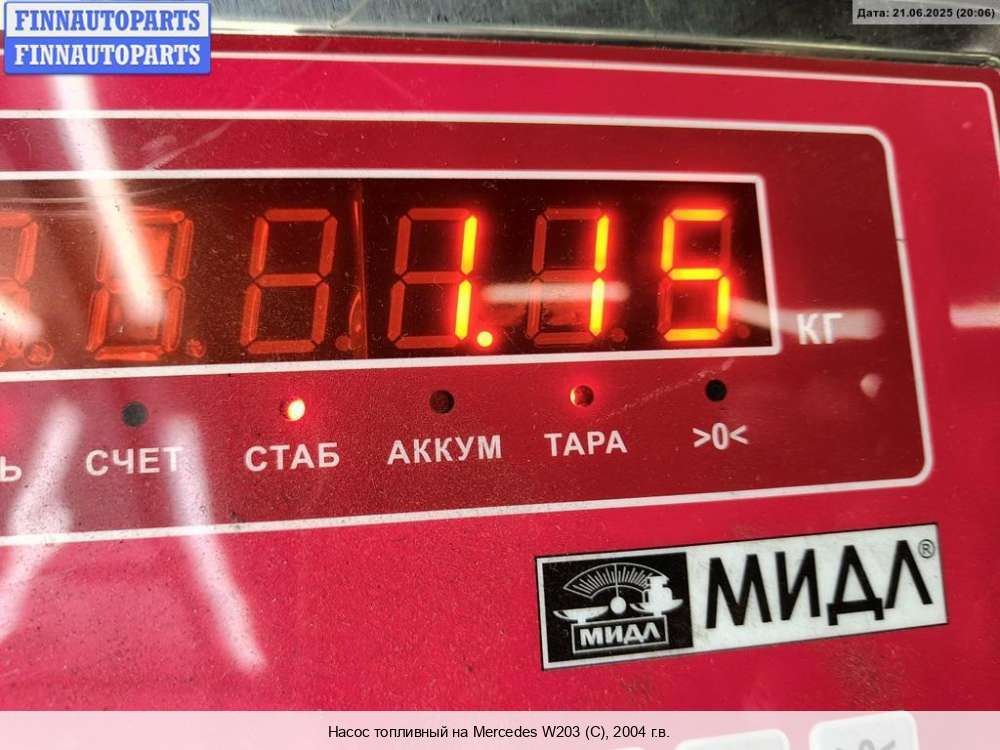 FINNAUTOPARTS
FINNAUTOPARTS
Дата: 21.06.2025 (20:06)
1.15
КГ
СЧЕТ
СТАБ
АККУМ
ТАРА
>0<
МИДЛ
МИДЛ®
Насос топливный на Mercedes W203 (C), 2004 г.в.